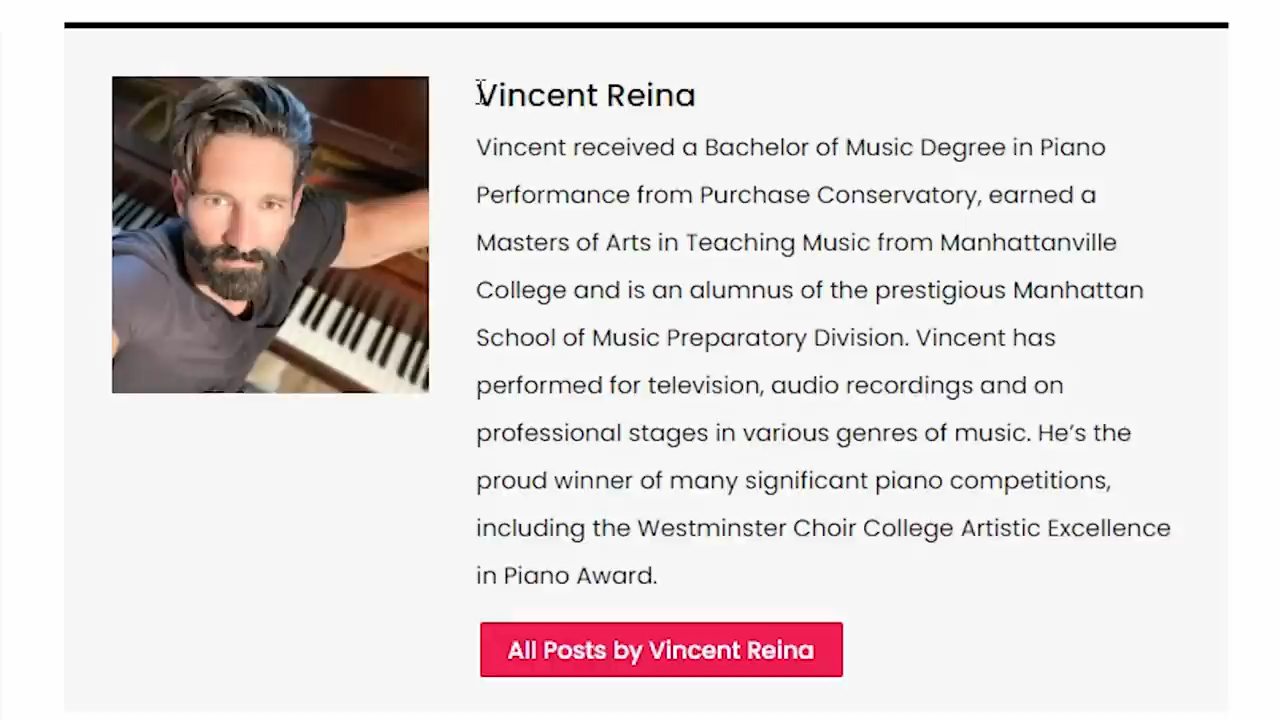 Vincent Reina
Vincent received a Bachelor of Music Degree in Piano
Performance from Purchase Conservatory, earned a
Masters of Arts in Teaching Music from Manhattanville
College and is an alumnus of the prestigious Manhattan
School of Music Preparatory Division. Vincent has
performed for television, audio recordings and on
professional stages in various genres of music. He’s the
proud winner of many significant piano competitions,
including the Westminster Choir College Artistic Excellence
in Piano Award.
All Posts by Vincent Reina